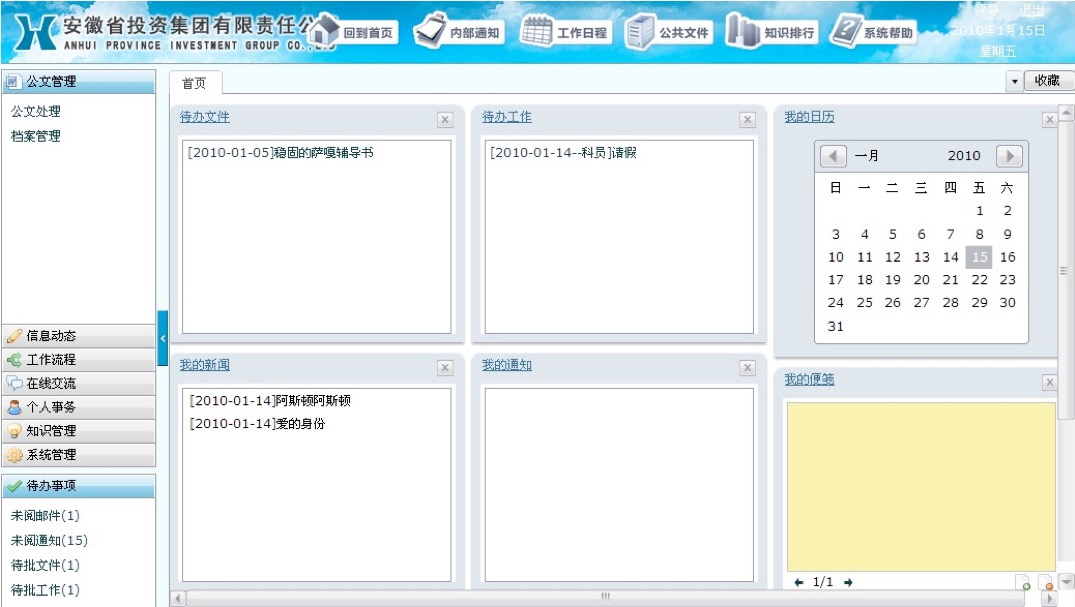 安徽省投资集团有限责任公
ANHUI PROVINCE INVESTMENT GROUP CO.,LTD
回到首页
内部通知
工作日程
公共文件
知识排行
系统帮助
退出
2010年1月15日
星期五
公文管理
公文处理
档案管理
信息动态
工作流程
在线交流
个人事务
知识管理
系统管理
待办事项
未阅邮件(1)
未阅通知(15)
待批文件(1)
待批工作(1)
首页
收藏
待办文件
[2010-01-05]稳固的萨嘎辅导书
待办工作
[2010-01-14--科员]请假
我的日历
一月 2010
日 一 二 三 四 五 六
1 2
3 4 5 6 7 8 9
10 11 12 13 14 15 16
17 18 19 20 21 22 23
24 25 26 27 28 29 30
31
我的新闻
[2010-01-14]阿斯顿阿斯顿
[2010-01-14]爱的身份
我的通知
我的便笺
1/1